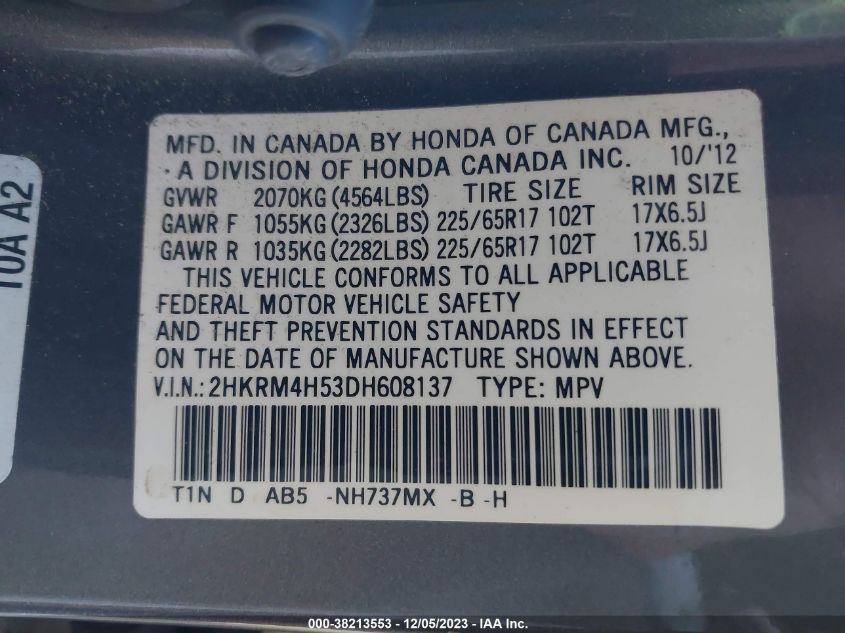 MFD. IN CANADA BY HONDA OF CANADA MFG.,
· A DIVISION OF HONDA CANADA INC. 10/'12
GVWR 2070KG (4564LBS) TIRE SIZE RIM SIZE
GAWR F 1055KG (2326LBS) 225/65R17 102T 17X6.5J
GAWR R 1035KG (2282LBS) 225/65R17 102T 17X6.5J
THIS VEHICLE CONFORMS TO ALL APPLICABLE
FEDERAL MOTOR VEHICLE SAFETY
AND THEFT PREVENTION STANDARDS IN EFFECT
ON THE DATE OF MANUFACTURE SHOWN ABOVE.
V.I.N.: 2HKRM4H53DH608137 TYPE: MPV
T1N D AB5 -NH737MX -B -H
10A A2
000-38213553 - 12/05/2023 - IAA Inc.